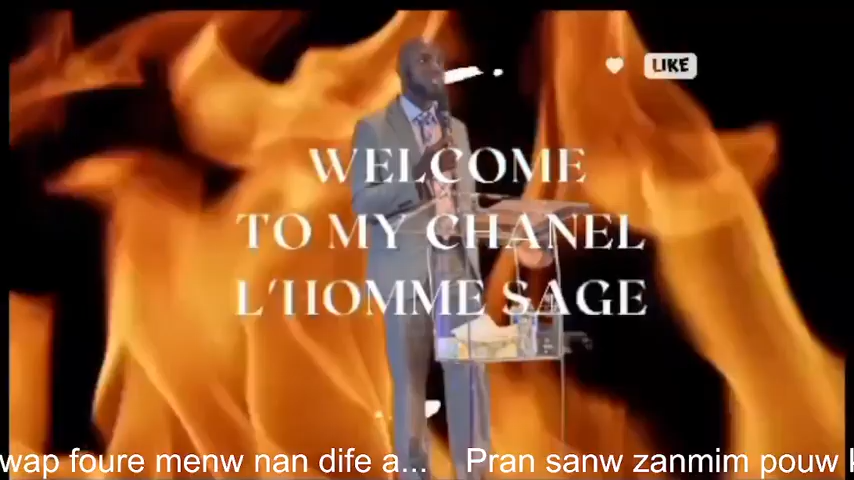 LIKE
WELCOME
TO MY CHANEL
L'HOMME SAGE
wap foure menw nan dife a... Pran sanw zanmim pouw